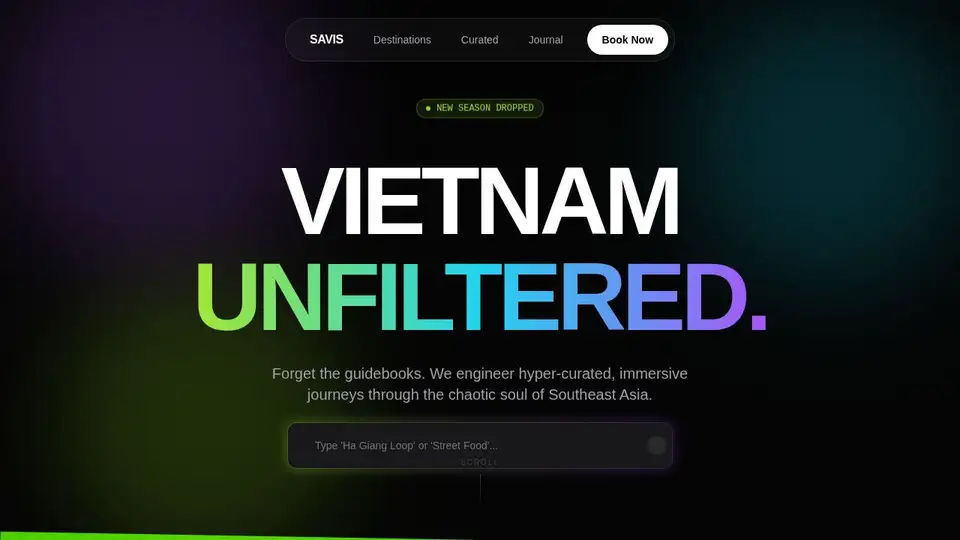 SAVIS Destinations Curated Journal Book Now
NEW SEASON DROPPED
VIETNAM
UNFILTERED.
Forget the guidebooks. We engineer hyper-curated, immersive
journeys through the chaotic soul of Southeast Asia.
Type 'Ha Giang Loop' or 'Street Food'...
SCROLL